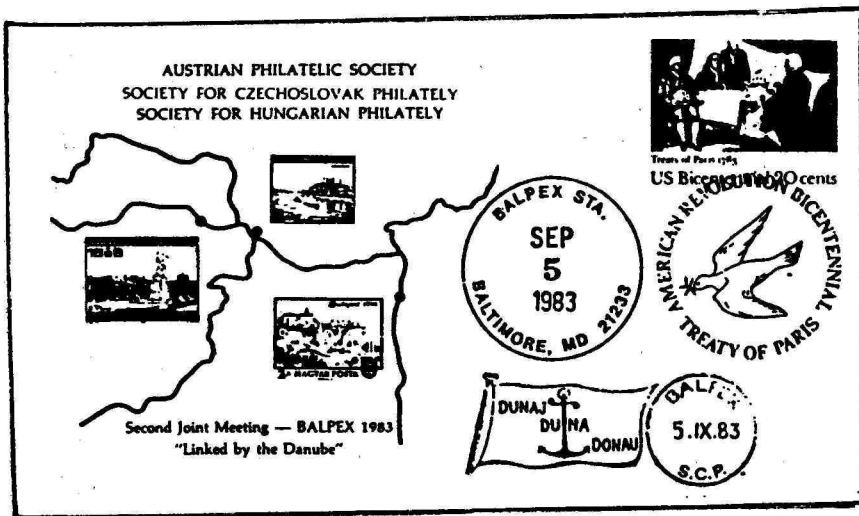 AUSTRIAN PHILATELIC SOCIETY
SOCIETY FOR CZECHOSLOVAK PHILATELY
SOCIETY FOR HUNGARIAN PHILATELY
Treaty of Paris 1783
US Bicentennial 20 cents
BALPEX STA.
SEP
5
1983
BALTIMORE, MD 21233
AMERICAN REVOLUTION BICENTENNIAL
TREATY OF PARIS
MAGYAR POSTA
Second Joint Meeting — BALPEX 1983
"Linked by the Danube"
DUNAJ
DUNA
DONAU
BALPEX
5.IX.83
S.C.P.